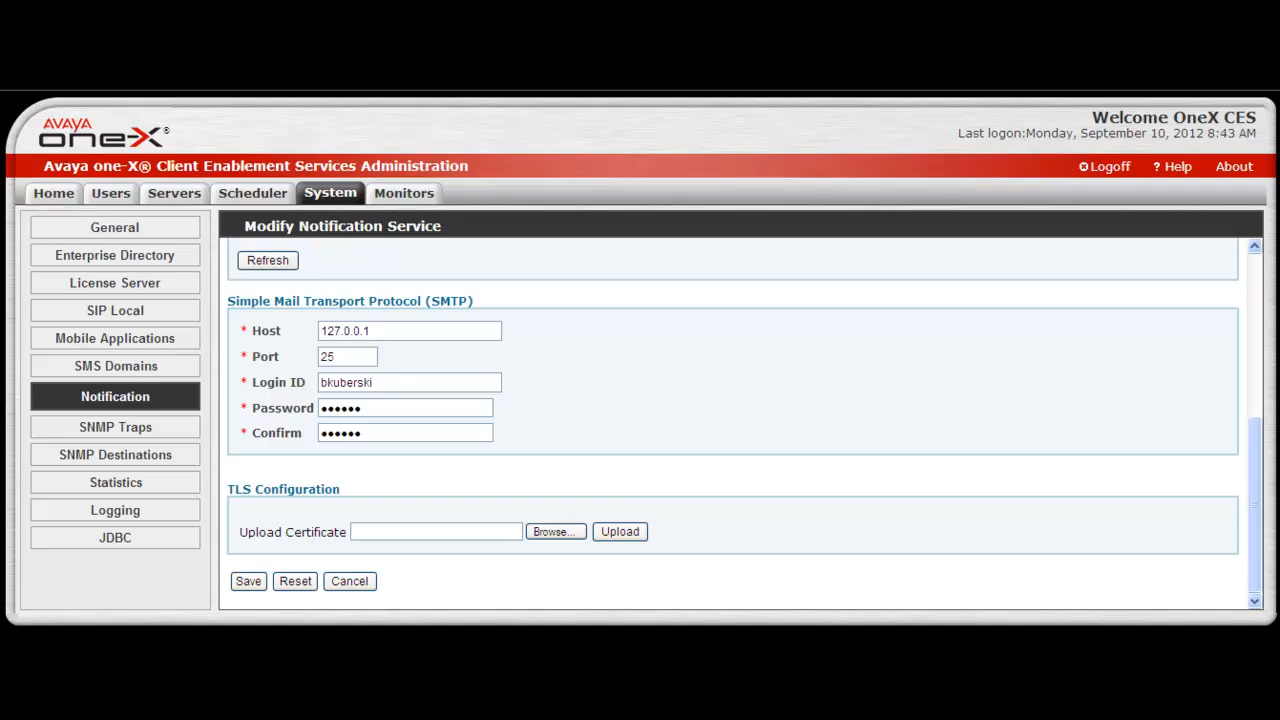 AVAYA
one-X®
Welcome OneX CES
Last logon:Monday, September 10, 2012 8:43 AM
Avaya one-X® Client Enablement Services Administration
Logoff
? Help
About
Home
Users
Servers
Scheduler
System
Monitors
General
Enterprise Directory
License Server
SIP Local
Mobile Applications
SMS Domains
Notification
SNMP Traps
SNMP Destinations
Statistics
Logging
JDBC
Modify Notification Service
Refresh
Simple Mail Transport Protocol (SMTP)
* Host 127.0.0.1
* Port 25
* Login ID bkuberski
* Password ••••••
* Confirm ••••••
TLS Configuration
Upload Certificate Browse... Upload
Save Reset Cancel